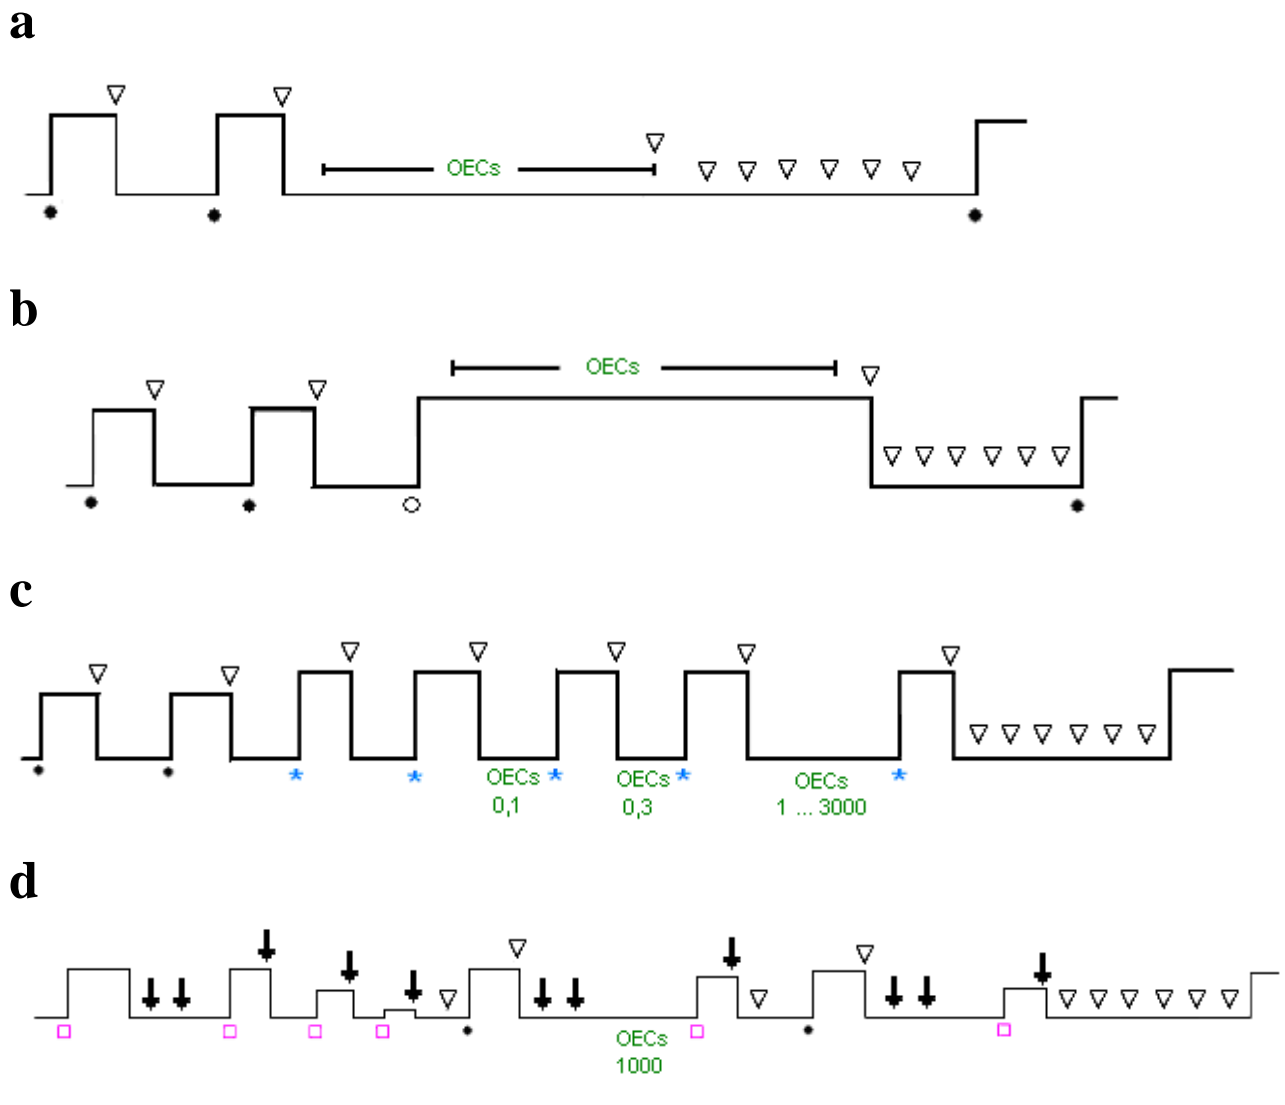 a
OECs
b
OECs
c
OECs * OECs * OECs *
0,1 0,3 1 ... 3000
* *
d
OECs
1000